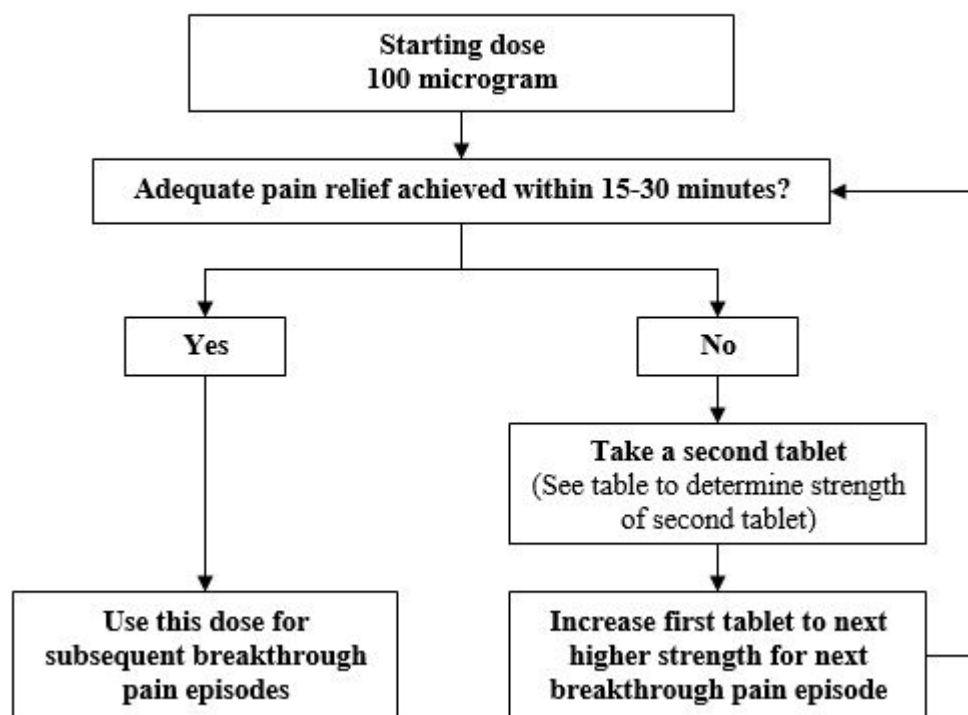 Starting dose
100 microgram
Adequate pain relief achieved within 15-30 minutes?
Yes
No
Take a second tablet
(See table to determine strength
of second tablet)
Use this dose for
subsequent breakthrough
pain episodes
Increase first tablet to next
higher strength for next
breakthrough pain episode